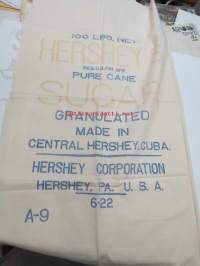 100 LBS. NET
HERSHEY'S
PURE CANE
SUGAR
GRANULATED
MADE IN
CENTRAL HERSHEY, CUBA.
HERSHEY CORPORATION
HERSHEY, PA. U. S. A.
6-22
A-9